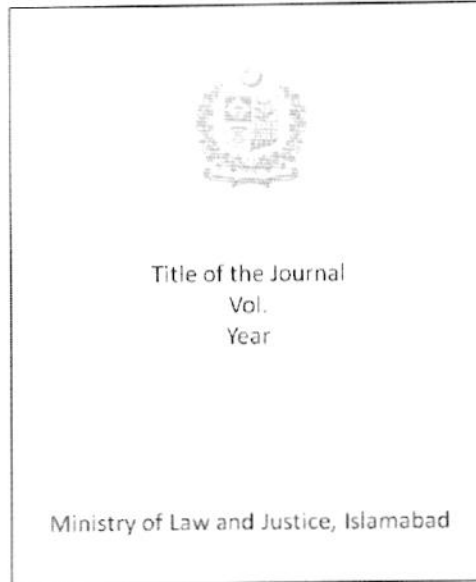 Title of the Journal
Vol.
Year
Ministry of Law and Justice, Islamabad